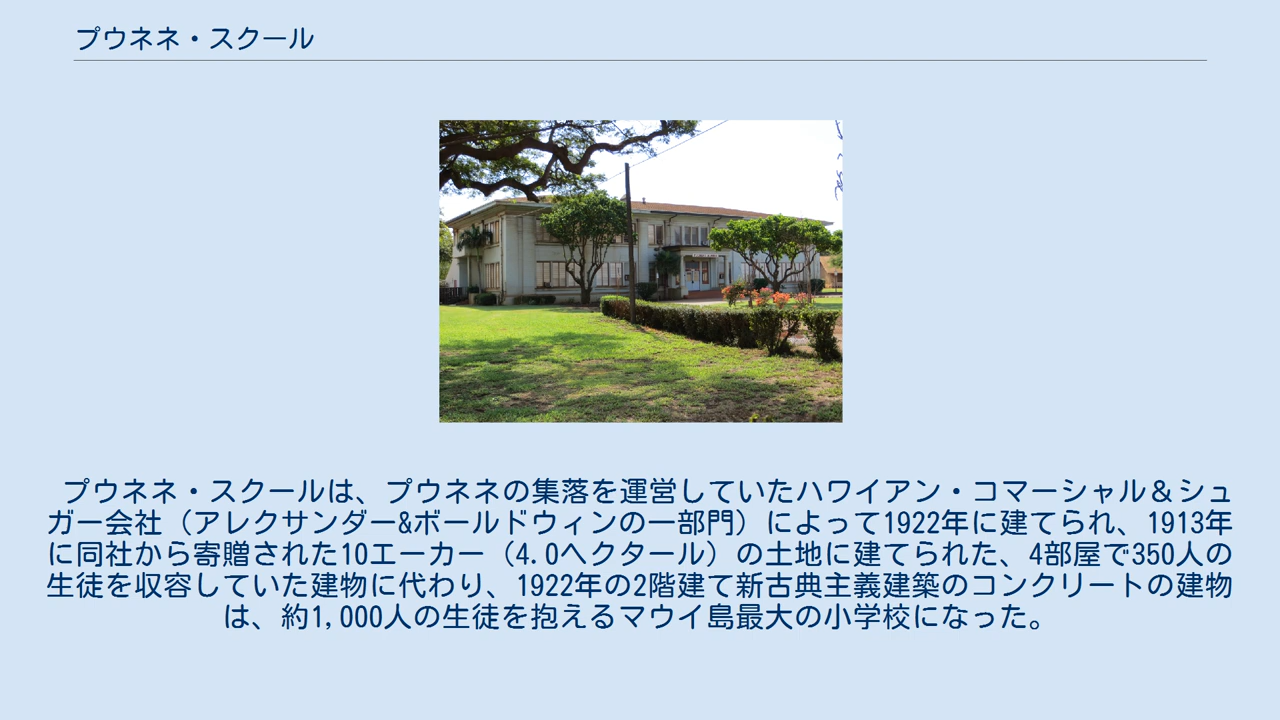 プウネネ・スクール
プウネネ・スクールは、プウネネの集落を運営していたハワイアン・コマーシャル＆シュ
ガー会社（アレクサンダー&ボールドウィンの一部門）によって1922年に建てられ、1913年
に同社から寄贈された10エーカー（4.0ヘクタール）の土地に建てられた、4部屋で350人の
生徒を収容していた建物に代わり、1922年の2階建て新古典主義建築のコンクリートの建物
は、約1,000人の生徒を抱えるマウイ島最大の小学校になった。